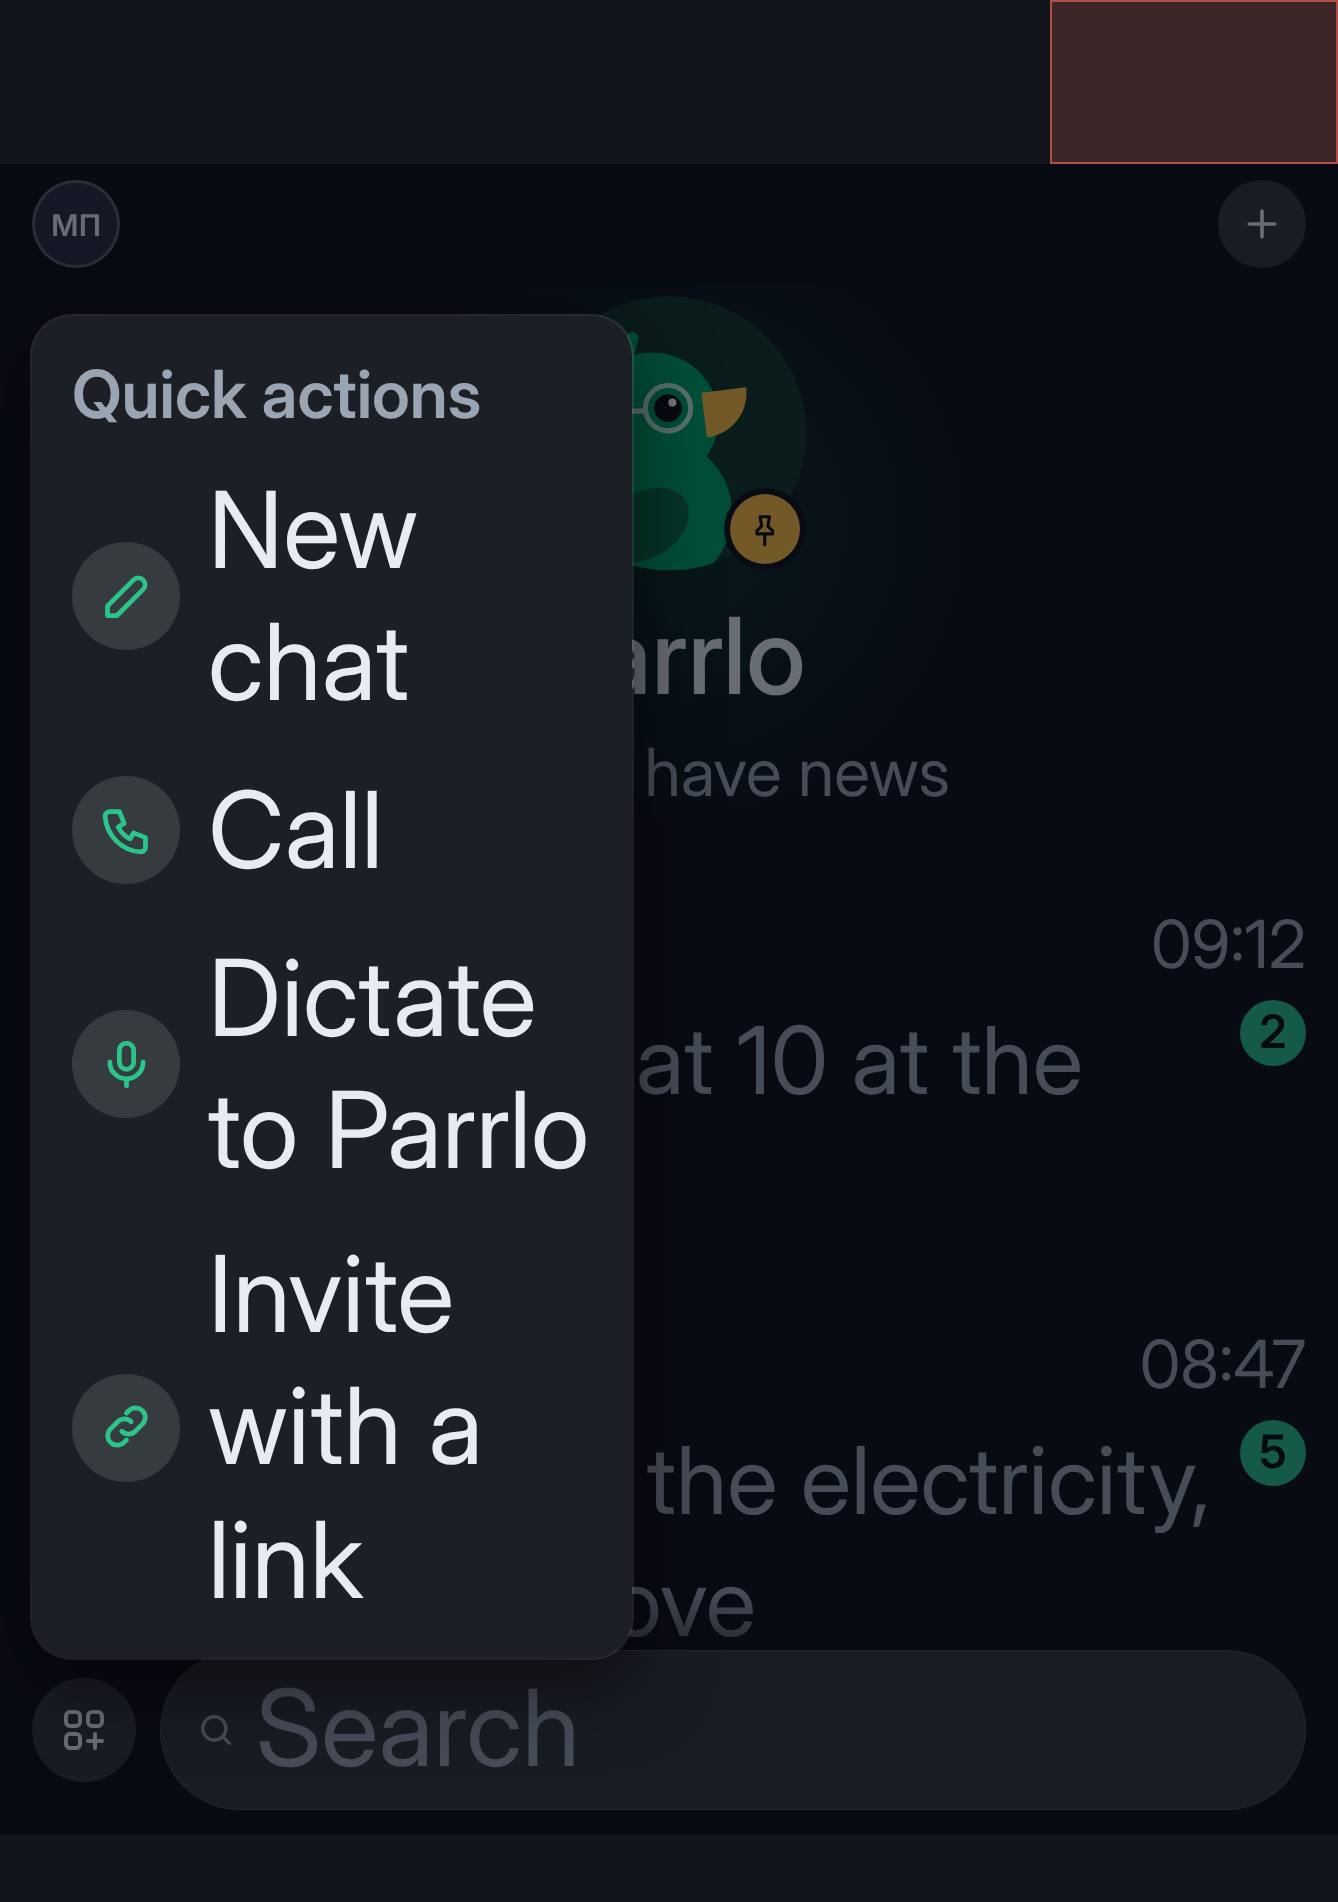 МП
Quick actions
New
chat
Call
Dictate
to Parrlo
Invite
with a
link
arrlo
have news
09:12
at 10 at the
2
08:47
the electricity,
5
ove
Search